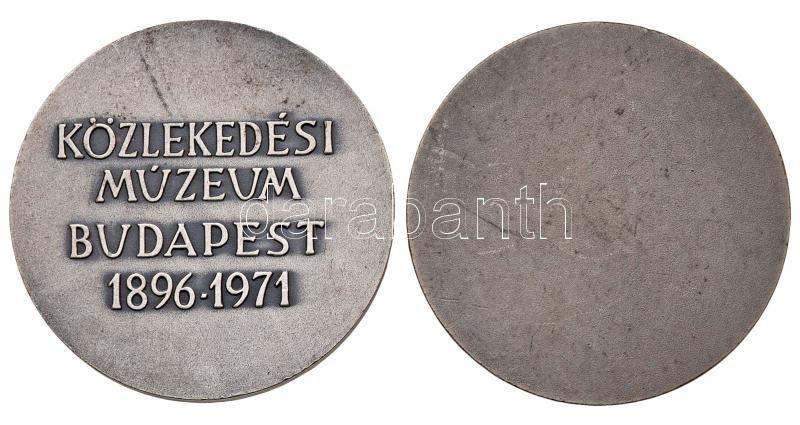 KÖZLEKEDÉSI
MÚZEUM
BUDAPEST
1896·1971
darabanth